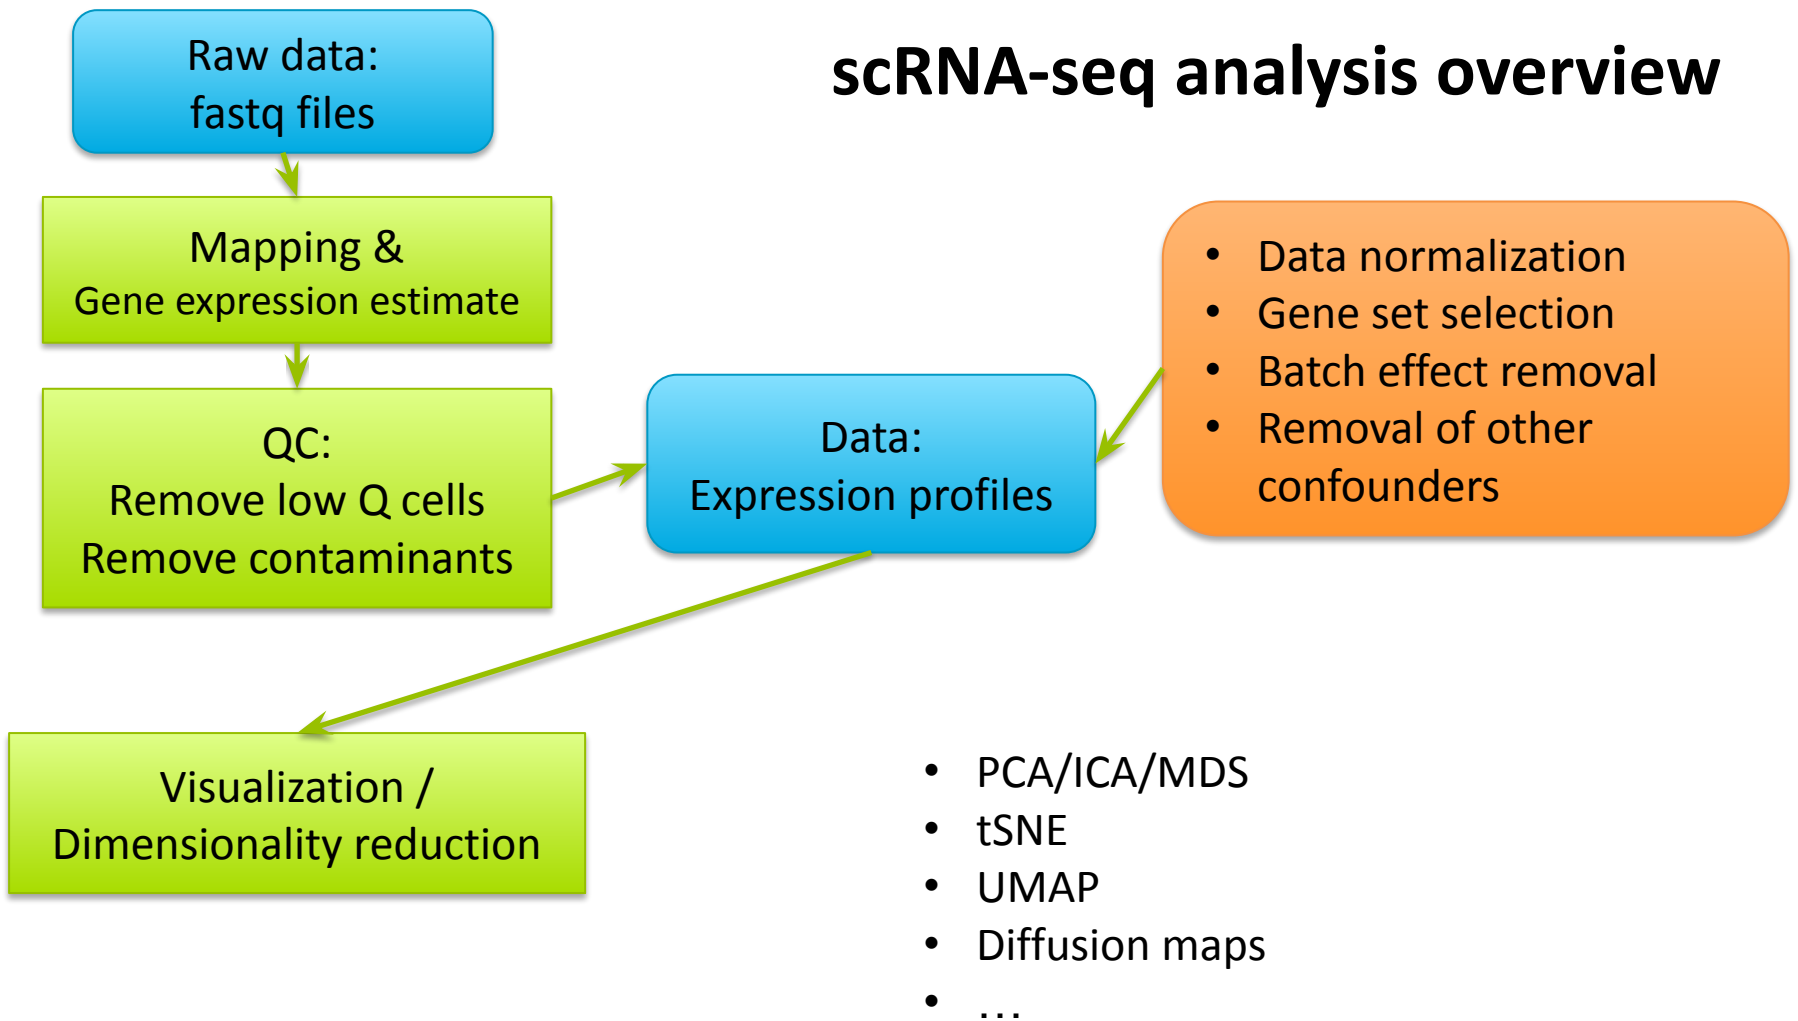 scRNA-seq analysis overview
Raw data:
fastq files
Mapping &
Gene expression estimate
QC:
Remove low Q cells
Remove contaminants
Data:
Expression profiles
• Data normalization
• Gene set selection
• Batch effect removal
• Removal of other
confounders
Visualization /
Dimensionality reduction
• PCA/ICA/MDS
• tSNE
• UMAP
• Diffusion maps
• …